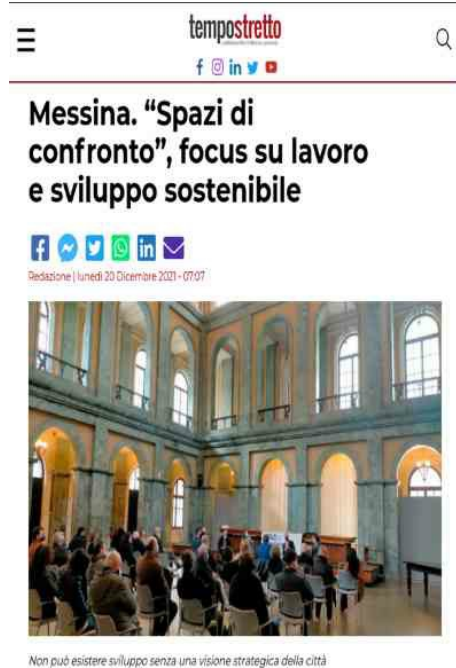 tempostretto
Messina. “Spazi di
confronto”, focus su lavoro
e sviluppo sostenibile
Redazione | lunedì 20 Dicembre 2021 - 07:07
Non può esistere sviluppo senza una visione strategica della città